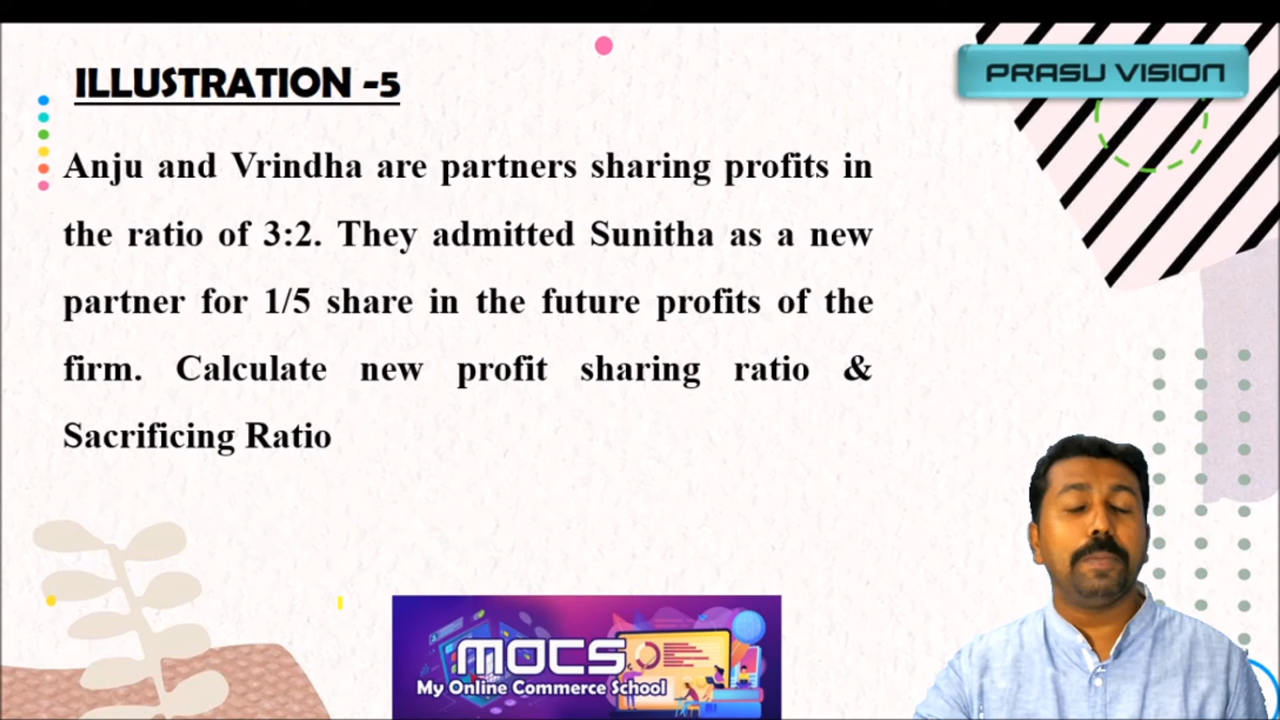 ILLUSTRATION -5
PRASU VISION
Anju and Vrindha are partners sharing profits in
the ratio of 3:2. They admitted Sunitha as a new
partner for 1/5 share in the future profits of the
firm. Calculate new profit sharing ratio &
Sacrificing Ratio
MOCS
My Online Commerce School